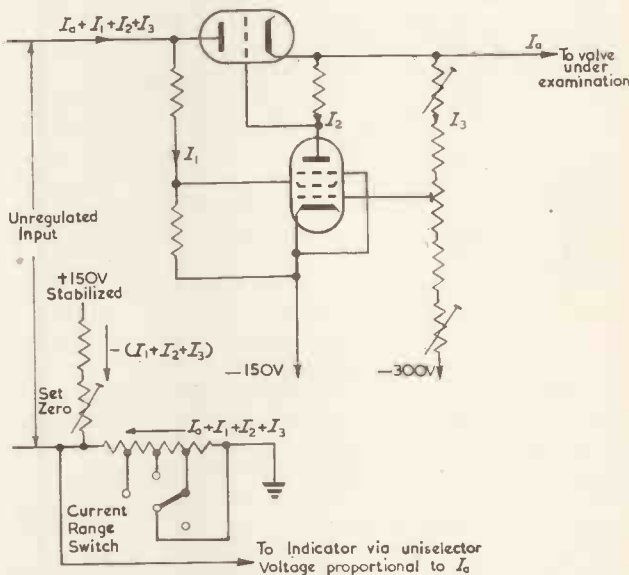 Ia + I1 + I2 + I3
Ia
To valve
under
examination
I2
I3
I1
Unregulated
Input
+150V
Stabilized
−(I1+I2+I3)
−150V
−300V
Set
Zero
Ia + I1 + I2 + I3
Current
Range
Switch
To Indicator via uniselector
Voltage proportional to Ia